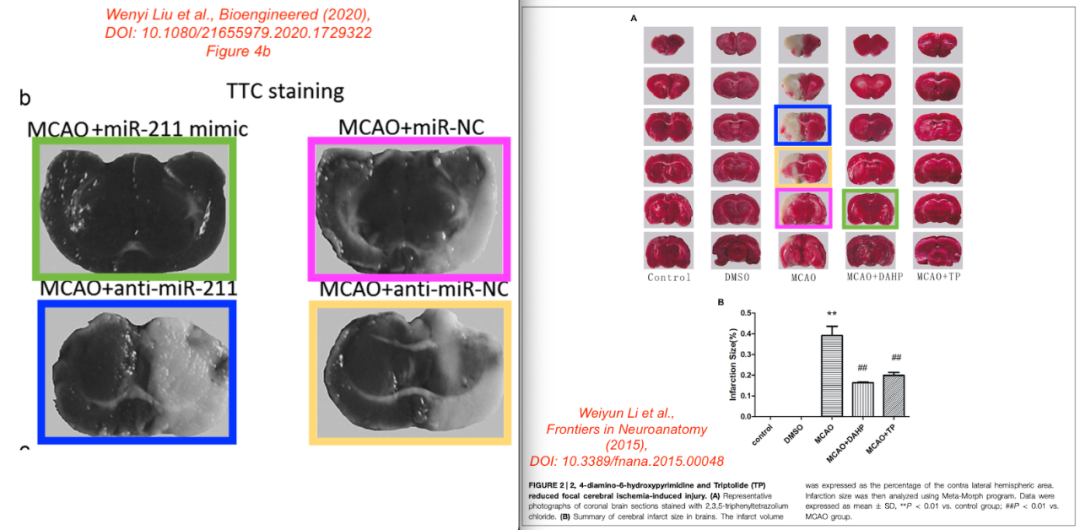 Wenyi Liu et al., Bioengineered (2020),
DOI: 10.1080/21655979.2020.1729322
Figure 4b
b
TTC staining
MCAO+miR-211 mimic
MCAO+miR-NC
MCAO+anti-miR-211
MCAO+anti-miR-NC
A
Control
DMSO
MCAO
MCAO+DAHP
MCAO+TP
B
Infarction Size(%)
0.5
0.4
0.3
0.2
0.1
0.0
**
##
##
control
DMSO
MCAO
MCAO+DAHP
MCAO+TP
Weiyun Li et al.,
Frontiers in Neuroanatomy
(2015),
DOI: 10.3389/fnana.2015.00048
FIGURE 2 | 2, 4-diamino-6-hydroxypyrimidine and Triptolide (TP)
reduced focal cerebral ischemia-induced injury. (A) Representative
photographs of coronal brain sections stained with 2,3,5-triphenyltetrazolium
chloride. (B) Summary of cerebral infarct size in brains. The infarct volume
was expressed as the percentage of the contra lateral hemispheric area.
Infarction size was then analyzed using Meta-Morph program. Data were
expressed as mean ± SD, **P < 0.01 vs. control group; ##P < 0.01 vs.
MCAO group.